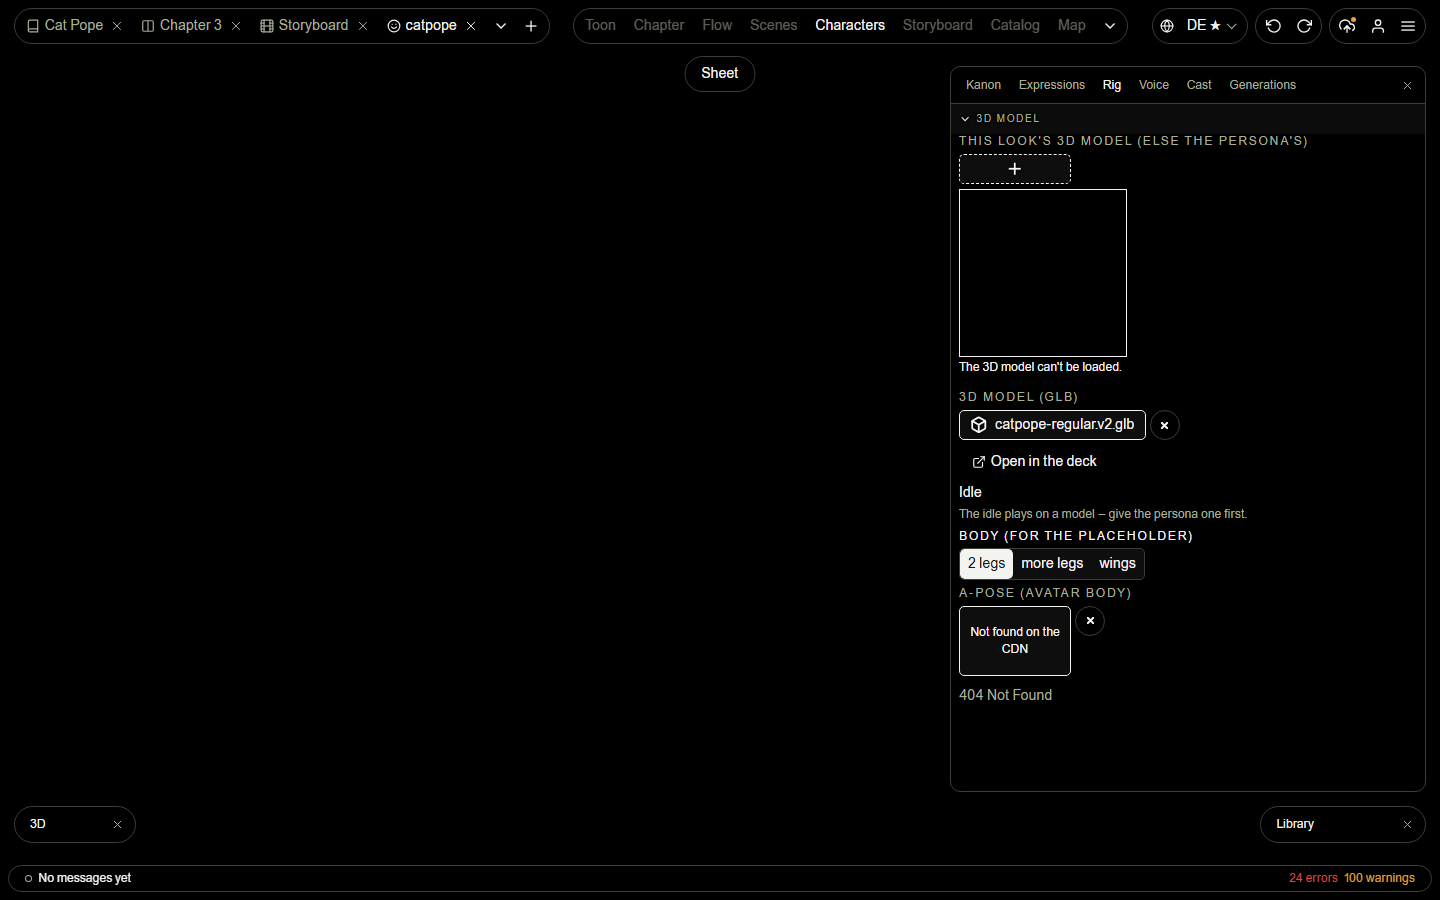 Cat Pope
Chapter 3
Storyboard
catpope
Toon Chapter Flow Scenes Characters Storyboard Catalog Map
DE ★
Sheet
Kanon Expressions Rig Voice Cast Generations
3D MODEL
THIS LOOK'S 3D MODEL (ELSE THE PERSONA'S)
The 3D model can't be loaded.
3D MODEL (GLB)
catpope-regular.v2.glb
Open in the deck
Idle
The idle plays on a model – give the persona one first.
BODY (FOR THE PLACEHOLDER)
2 legs more legs wings
A-POSE (AVATAR BODY)
Not found on the
CDN
404 Not Found
3D
Library
No messages yet
24 errors 100 warnings